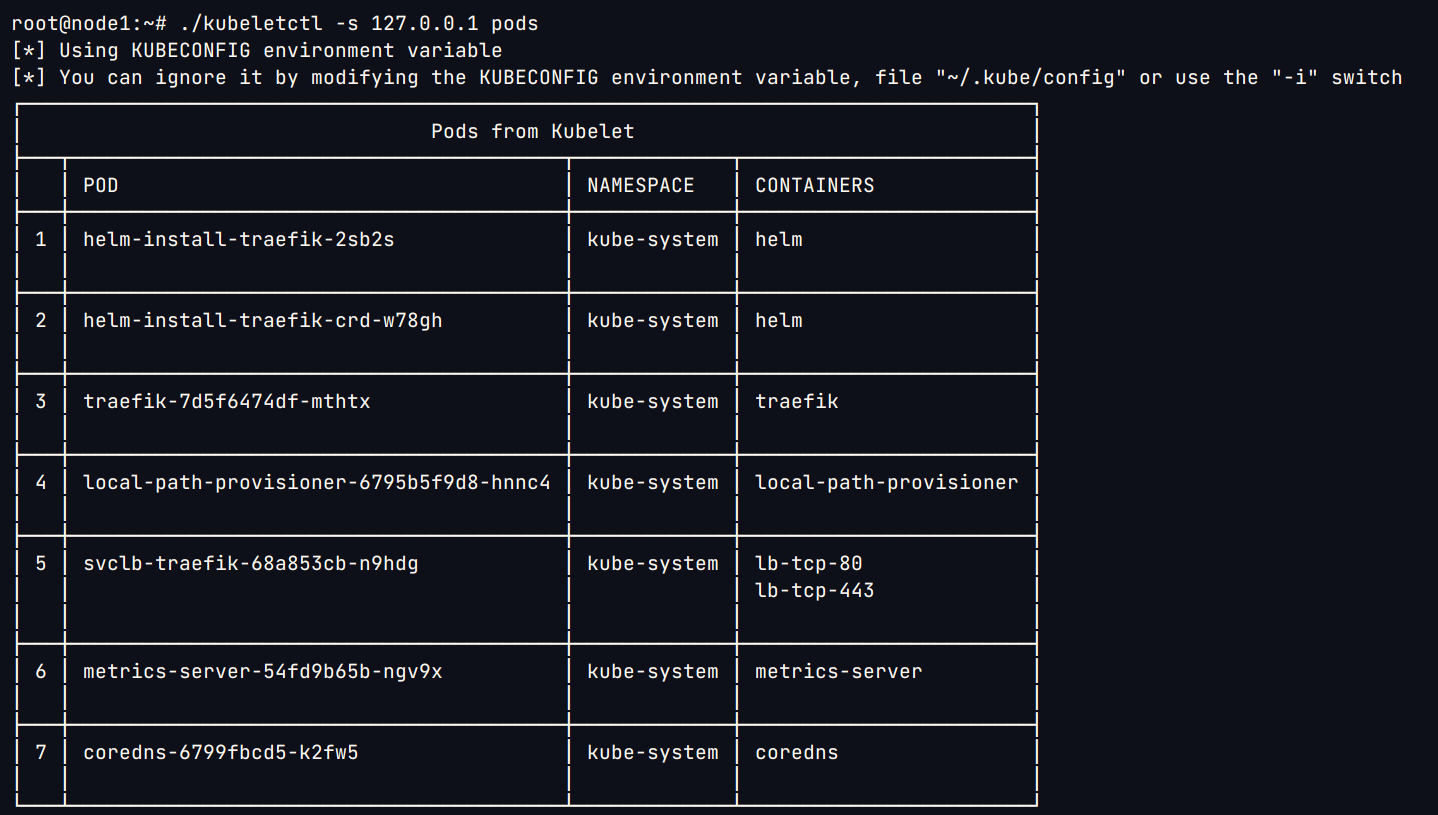 root@node1:~# ./kubeletctl -s 127.0.0.1 pods
[*] Using KUBECONFIG environment variable
[*] You can ignore it by modifying the KUBECONFIG environment variable, file "~/.kube/config" or use the "-i" switch
Pods from Kubelet
POD NAMESPACE CONTAINERS
1 helm-install-traefik-2sb2s kube-system helm
2 helm-install-traefik-crd-w78gh kube-system helm
3 traefik-7d5f6474df-mthtx kube-system traefik
4 local-path-provisioner-6795b5f9d8-hnnc4 kube-system local-path-provisioner
5 svclb-traefik-68a853cb-n9hdg kube-system lb-tcp-80
lb-tcp-443
6 metrics-server-54fd9b65b-ngv9x kube-system metrics-server
7 coredns-6799fbcd5-k2fw5 kube-system coredns